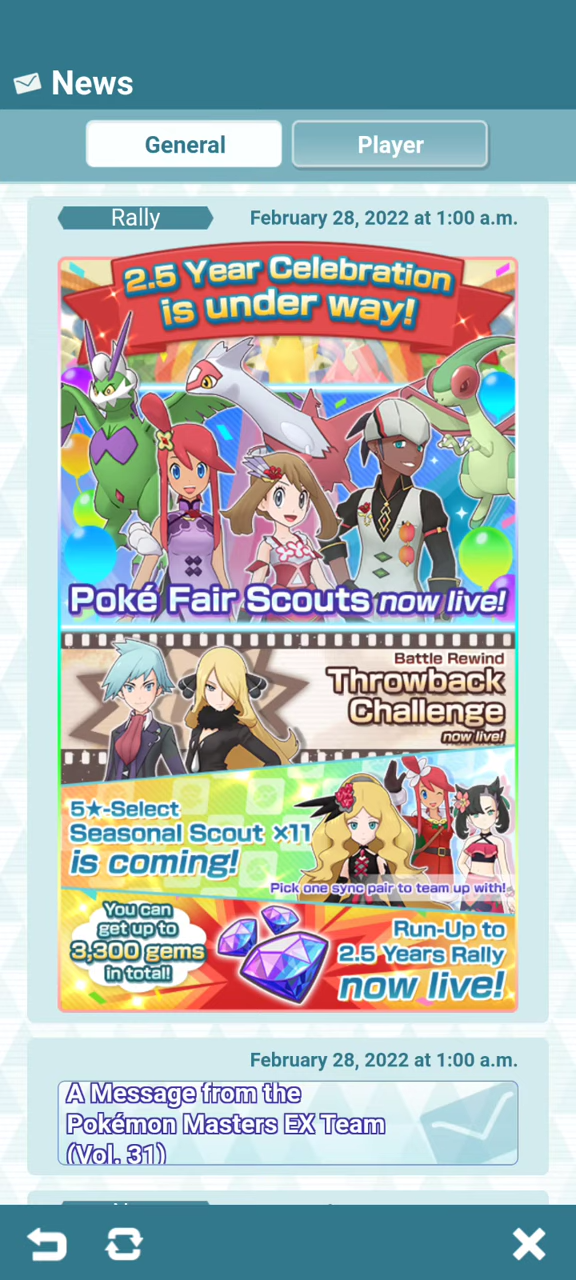 News
General
Player
Rally
February 28, 2022 at 1:00 a.m.
2.5 Year Celebration
is under way!
Poké Fair Scouts now live!
Battle Rewind
Throwback
Challenge
now live!
5★-Select
Seasonal Scout ×11
is coming!
Pick one sync pair to team up with!
You can
get up to
3,300 gems
in total!
Run-Up to
2.5 Years Rally
now live!
February 28, 2022 at 1:00 a.m.
A Message from the
Pokémon Masters EX Team
(Vol. 31)